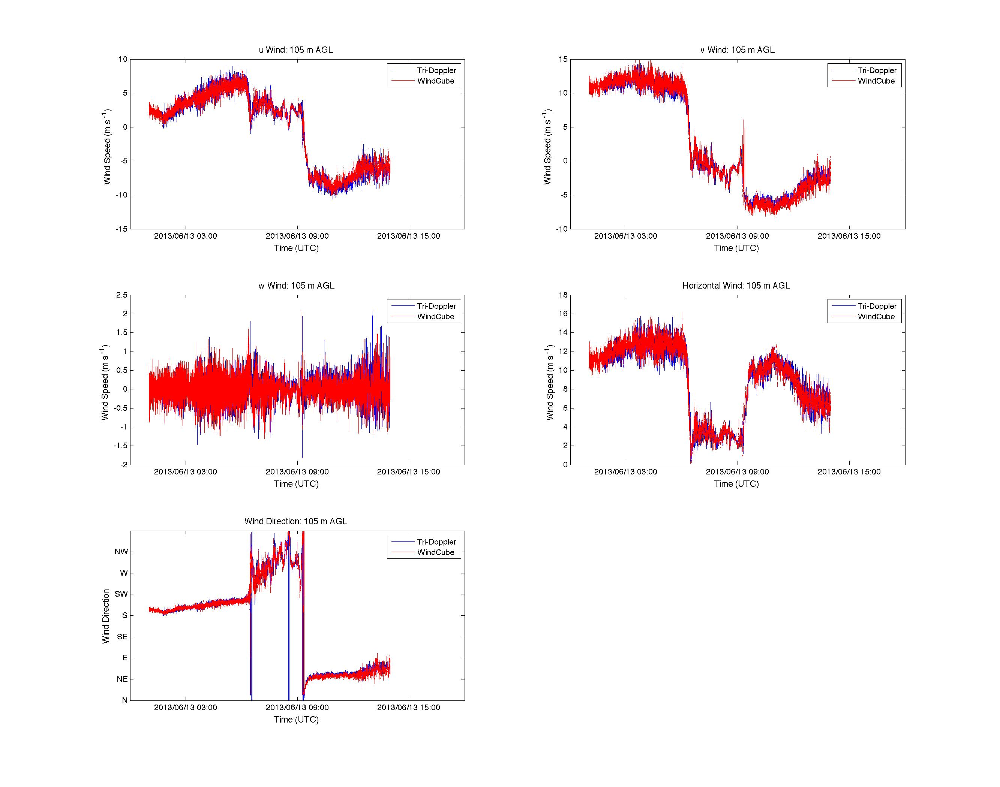 u Wind: 105 m AGL
10
5
0
-5
-10
-15
Wind Speed (m s-1)
Tri-Doppler
WindCube
2013/06/13 03:00
2013/06/13 09:00
2013/06/13 15:00
Time (UTC)
v Wind: 105 m AGL
15
10
5
0
-5
-10
Wind Speed (m s-1)
Tri-Doppler
WindCube
2013/06/13 03:00
2013/06/13 09:00
2013/06/13 15:00
Time (UTC)
w Wind: 105 m AGL
2.5
2
1.5
1
0.5
0
-0.5
-1
-1.5
-2
Wind Speed (m s-1)
Tri-Doppler
WindCube
2013/06/13 03:00
2013/06/13 09:00
2013/06/13 15:00
Time (UTC)
Horizontal Wind: 105 m AGL
18
16
14
12
10
8
6
4
2
0
Wind Speed (m s-1)
Tri-Doppler
WindCube
2013/06/13 03:00
2013/06/13 09:00
2013/06/13 15:00
Time (UTC)
Wind Direction: 105 m AGL
NW
W
SW
S
SE
E
NE
N
Wind Direction
Tri-Doppler
WindCube
2013/06/13 03:00
2013/06/13 09:00
2013/06/13 15:00
Time (UTC)